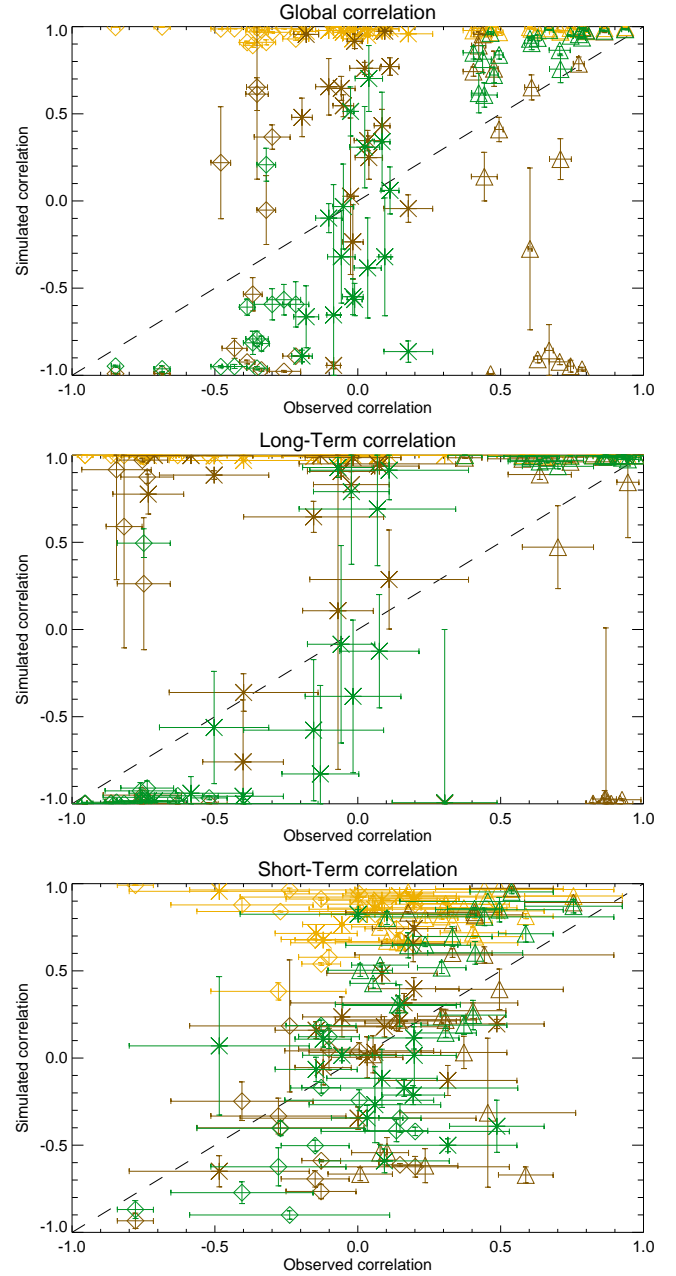 Global correlation
1.0
0.5
0.0
-0.5
-1.0
Simulated correlation
-1.0 -0.5 0.0 0.5 1.0
Observed correlation
Long-Term correlation
1.0
0.5
0.0
-0.5
-1.0
Simulated correlation
-1.0 -0.5 0.0 0.5 1.0
Observed correlation
Short-Term correlation
1.0
0.5
0.0
-0.5
-1.0
Simulated correlation
-1.0 -0.5 0.0 0.5 1.0
Observed correlation